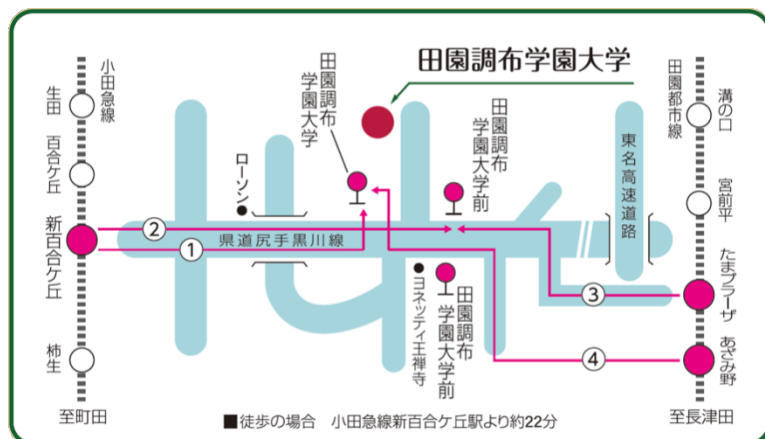 田園調布学園大学
小田急線
生田
百合ケ丘
新百合ケ丘
柿生
至町田
ローソン
田園調布
学園大学
田園調布
学園大学前
②
①
県道尻手黒川線
ヨネッティ王禅寺
田園調布
学園大学前
東名高速道路
田園都市線
溝の口
宮前平
たまプラーザ
③
あざみ野
④
至長津田
■徒歩の場合 小田急線新百合ケ丘駅より約22分